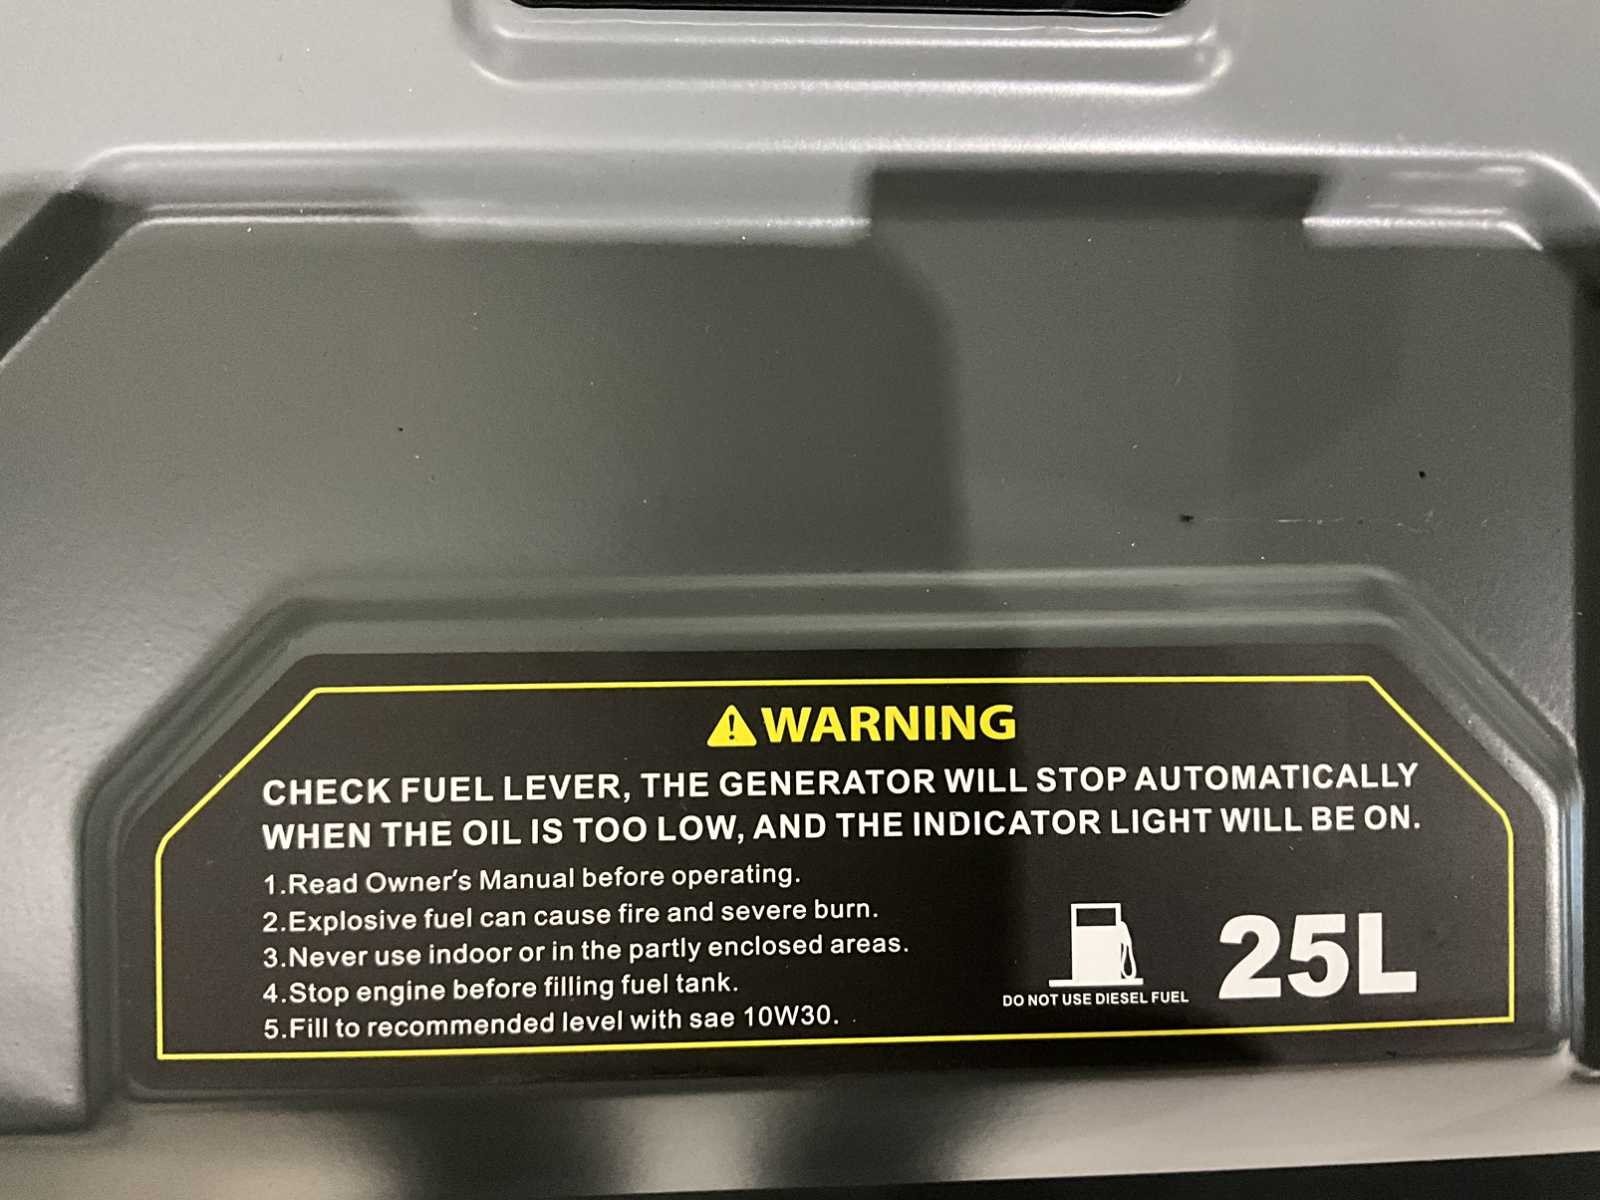 WARNING
CHECK FUEL LEVER, THE GENERATOR WILL STOP AUTOMATICALLY
WHEN THE OIL IS TOO LOW, AND THE INDICATOR LIGHT WILL BE ON.
1.Read Owner's Manual before operating.
2.Explosive fuel can cause fire and severe burn.
3.Never use indoor or in the partly enclosed areas.
4.Stop engine before filling fuel tank.
5.Fill to recommended level with sae 10W30.
DO NOT USE DIESEL FUEL
25L